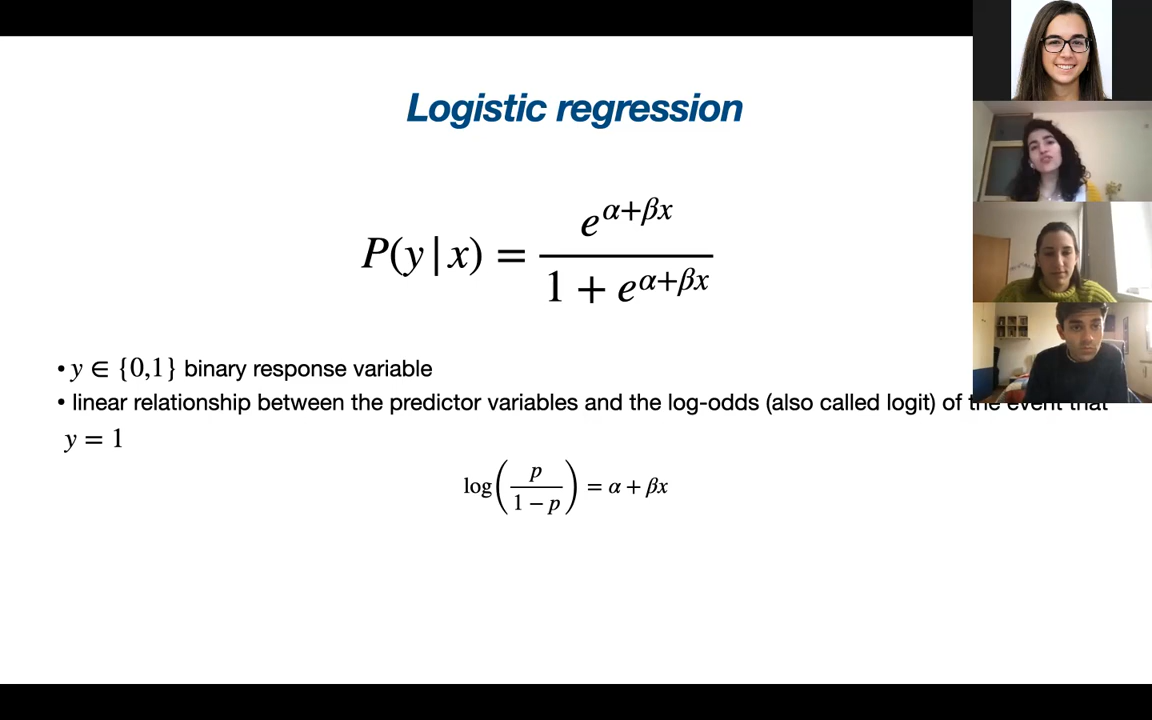 Logistic regression
P(y|x) = e^{α+βx} / 1 + e^{α+βx}
• y ∈ {0,1} binary response variable
• linear relationship between the predictor variables and the log-odds (also called logit) of the event that
y = 1
log(p / 1 − p) = α + βx